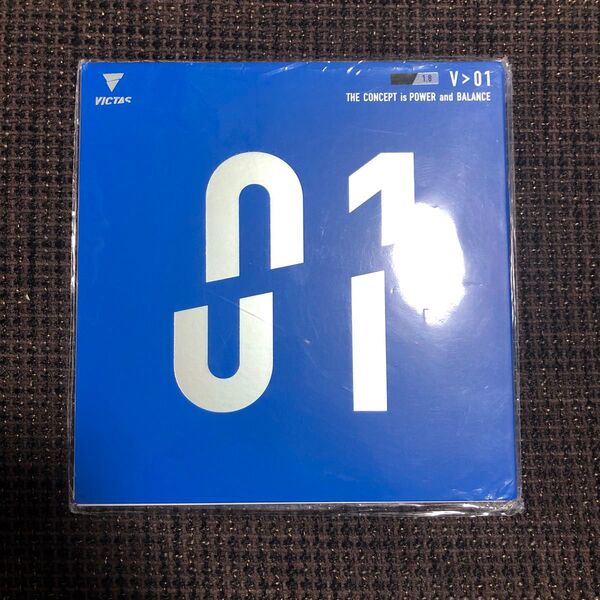 VICTAS
1.8 V>01
THE CONCEPT is POWER and BALANCE
01